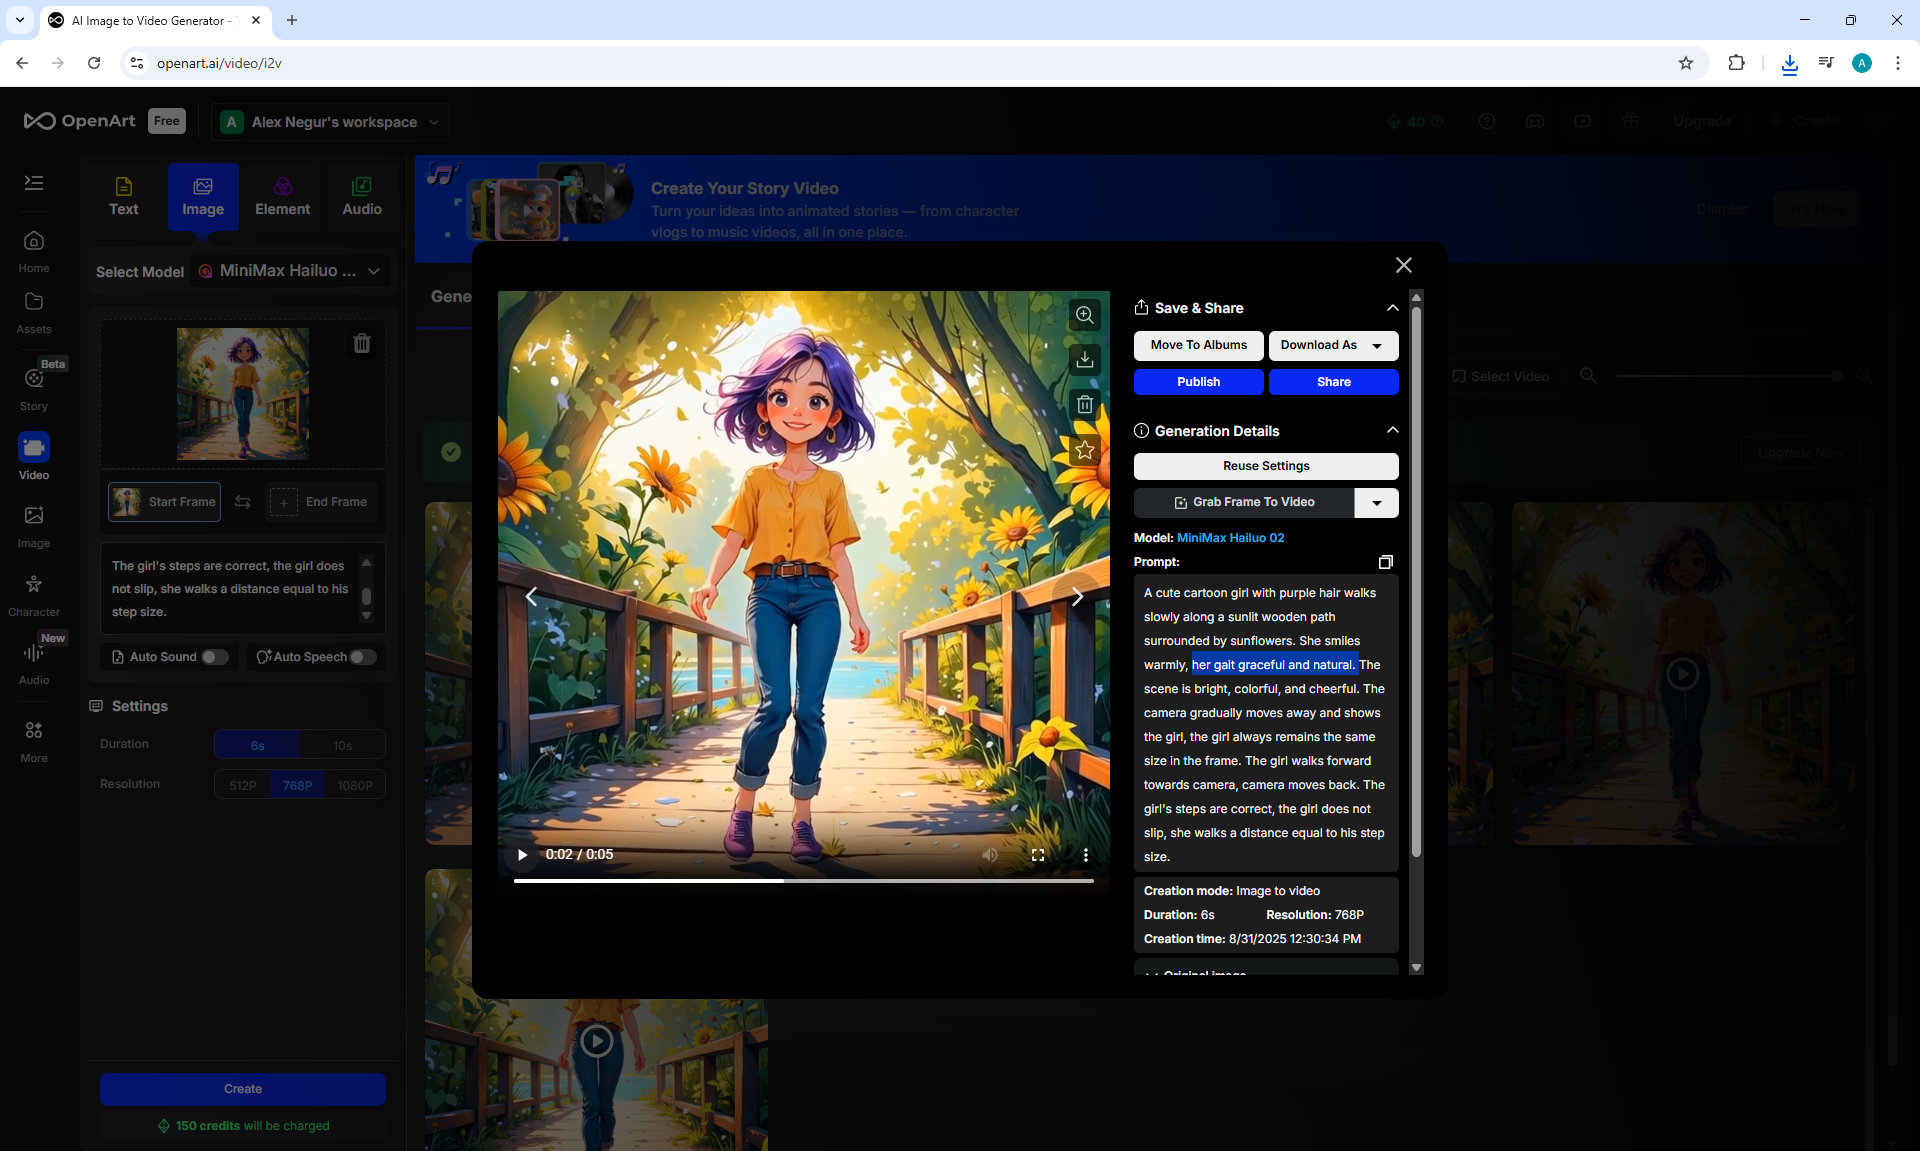 AI Image to Video Generator - T
openart.ai/video/i2v
A
OpenArt
Free
A Alex Negur's workspace
40
Upgrade
Create
Text
Image
Element
Audio
Create Your Story Video
Turn your ideas into animated stories — from character
vlogs to music videos, all in one place.
Dismiss
Try Now
Home
Assets
Beta
Story
Video
Image
Character
New
Audio
More
Select Model
MiniMax Hailuo ...
Start Frame
End Frame
The girl's steps are correct, the girl does
not slip, she walks a distance equal to his
step size.
Auto Sound
Auto Speech
Settings
Duration
6s
10s
Resolution
512P
768P
1080P
Create
150 credits will be charged
Gene
Select Video
Upgrade Now
0:02 / 0:05
Save & Share
Move To Albums
Download As
Publish
Share
Generation Details
Reuse Settings
Grab Frame To Video
Model: MiniMax Hailuo 02
Prompt:
A cute cartoon girl with purple hair walks
slowly along a sunlit wooden path
surrounded by sunflowers. She smiles
warmly, her gait graceful and natural. The
scene is bright, colorful, and cheerful. The
camera gradually moves away and shows
the girl, the girl always remains the same
size in the frame. The girl walks forward
towards camera, camera moves back. The
girl's steps are correct, the girl does not
slip, she walks a distance equal to his step
size.
Creation mode: Image to video
Duration: 6s
Resolution: 768P
Creation time: 8/31/2025 12:30:34 PM
Original image